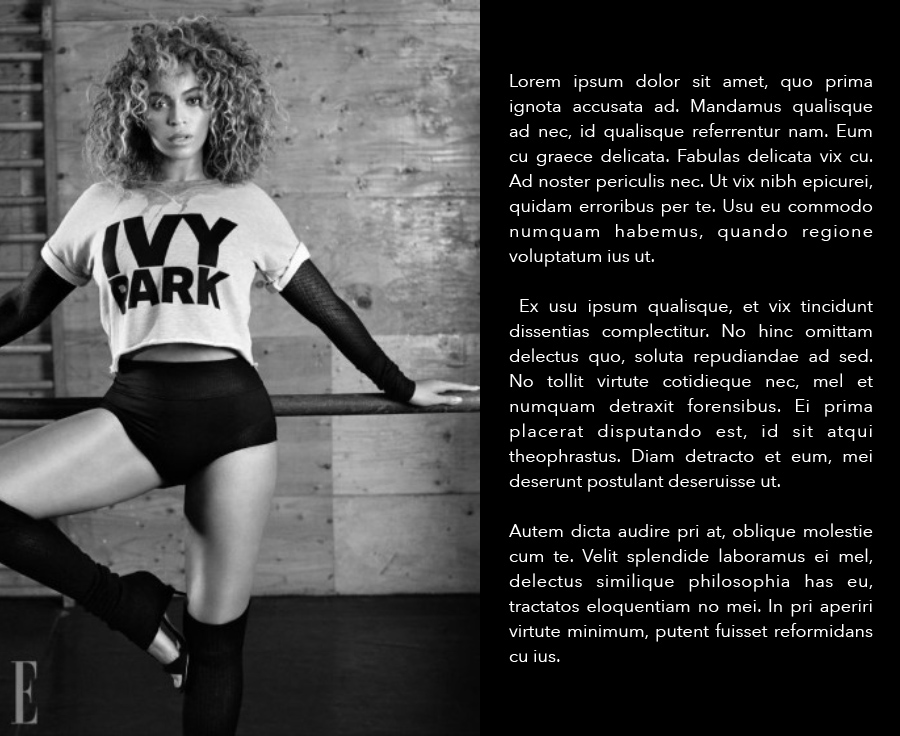 IVY
PARK
E
Lorem ipsum dolor sit amet, quo prima
ignota accusata ad. Mandamus qualisque
ad nec, id qualisque referrentur nam. Eum
cu graece delicata. Fabulas delicata vix cu.
Ad noster periculis nec. Ut vix nibh epicurei,
quidam erroribus per te. Usu eu commodo
numquam habemus, quando regione
voluptatum ius ut.
Ex usu ipsum qualisque, et vix tincidunt
dissentias complectitur. No hinc omittam
delectus quo, soluta repudiandae ad sed.
No tollit virtute cotidieque nec, mel et
numquam detraxit forensibus. Ei prima
placerat disputando est, id sit atqui
theophrastus. Diam detracto et eum, mei
deserunt postulant deseruisse ut.
Autem dicta audire pri at, oblique molestie
cum te. Velit splendide laboramus ei mel,
delectus similique philosophia has eu,
tractatos eloquentiam no mei. In pri aperiri
virtute minimum, putent fuisset reformidans
cu ius.